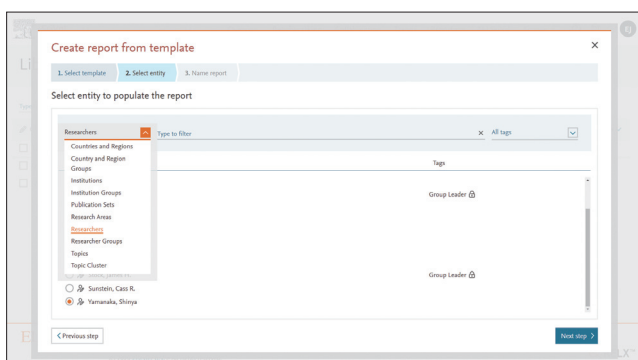 Create report from template
1. Select template
2. Select entity
3. Name report
Select entity to populate the report
Researchers
Type to filter
All tags
Countries and Regions
Country and Region
Groups
Institutions
Institution Groups
Publication Sets
Research Areas
Researchers
Researcher Groups
Topics
Topic Cluster
Tags
Group Leader
Group Leader
Sunstein, Cass R.
Yamanaka, Shinya
Previous step
Next step